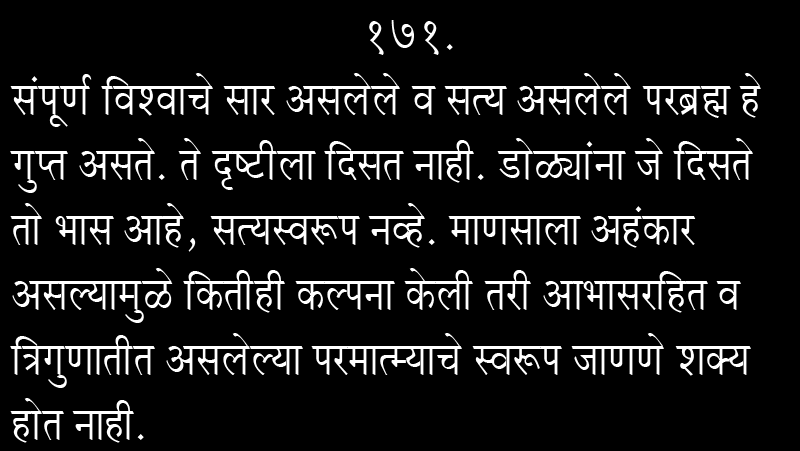 १७१.
संपूर्ण विश्वाचे सार असलेले व सत्य असलेले परब्रह्म हे
गुप्त असते. ते दृष्टीला दिसत नाही. डोळ्यांना जे दिसते
तो भास आहे, सत्यस्वरूप नव्हे. माणसाला अहंकार
असल्यामुळे कितीही कल्पना केली तरी आभासरहित व
त्रिगुणातीत असलेल्या परमात्म्याचे स्वरूप जाणणे शक्य
होत नाही.